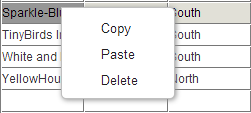 Sparkle-Bl South
Copy
TinyBirds I South
Paste
White and South
Delete
YellowHou North